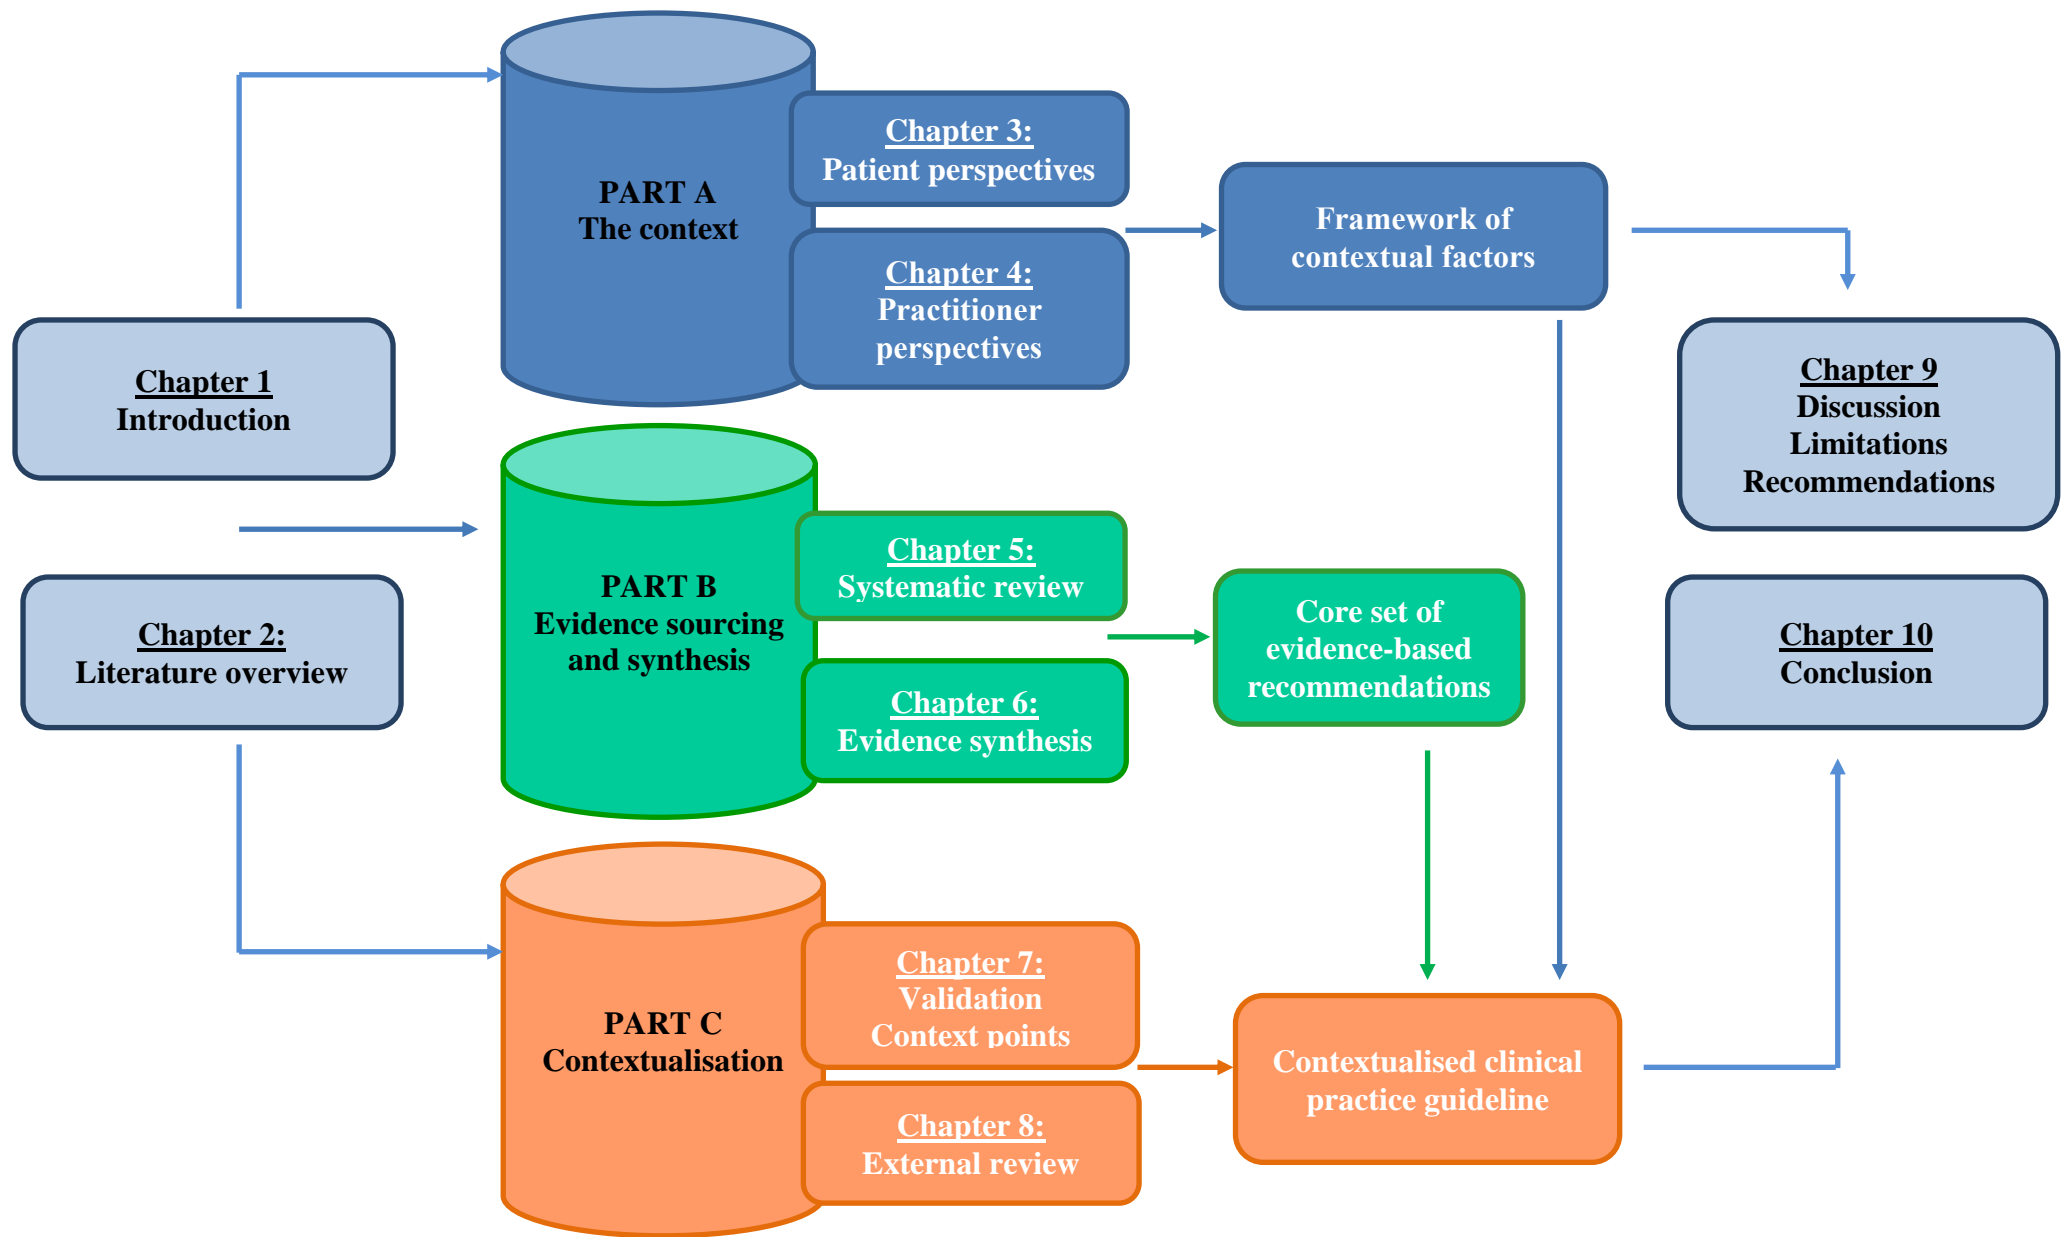 Chapter 1
Introduction
Chapter 2:
Literature overview
PART A
The context
Chapter 3:
Patient perspectives
Chapter 4:
Practitioner
perspectives
Framework of
contextual factors
PART B
Evidence sourcing
and synthesis
Chapter 5:
Systematic review
Chapter 6:
Evidence synthesis
Core set of
evidence-based
recommendations
PART C
Contextualisation
Chapter 7:
Validation
Context points
Chapter 8:
External review
Contextualised clinical
practice guideline
Chapter 9
Discussion
Limitations
Recommendations
Chapter 10
Conclusion